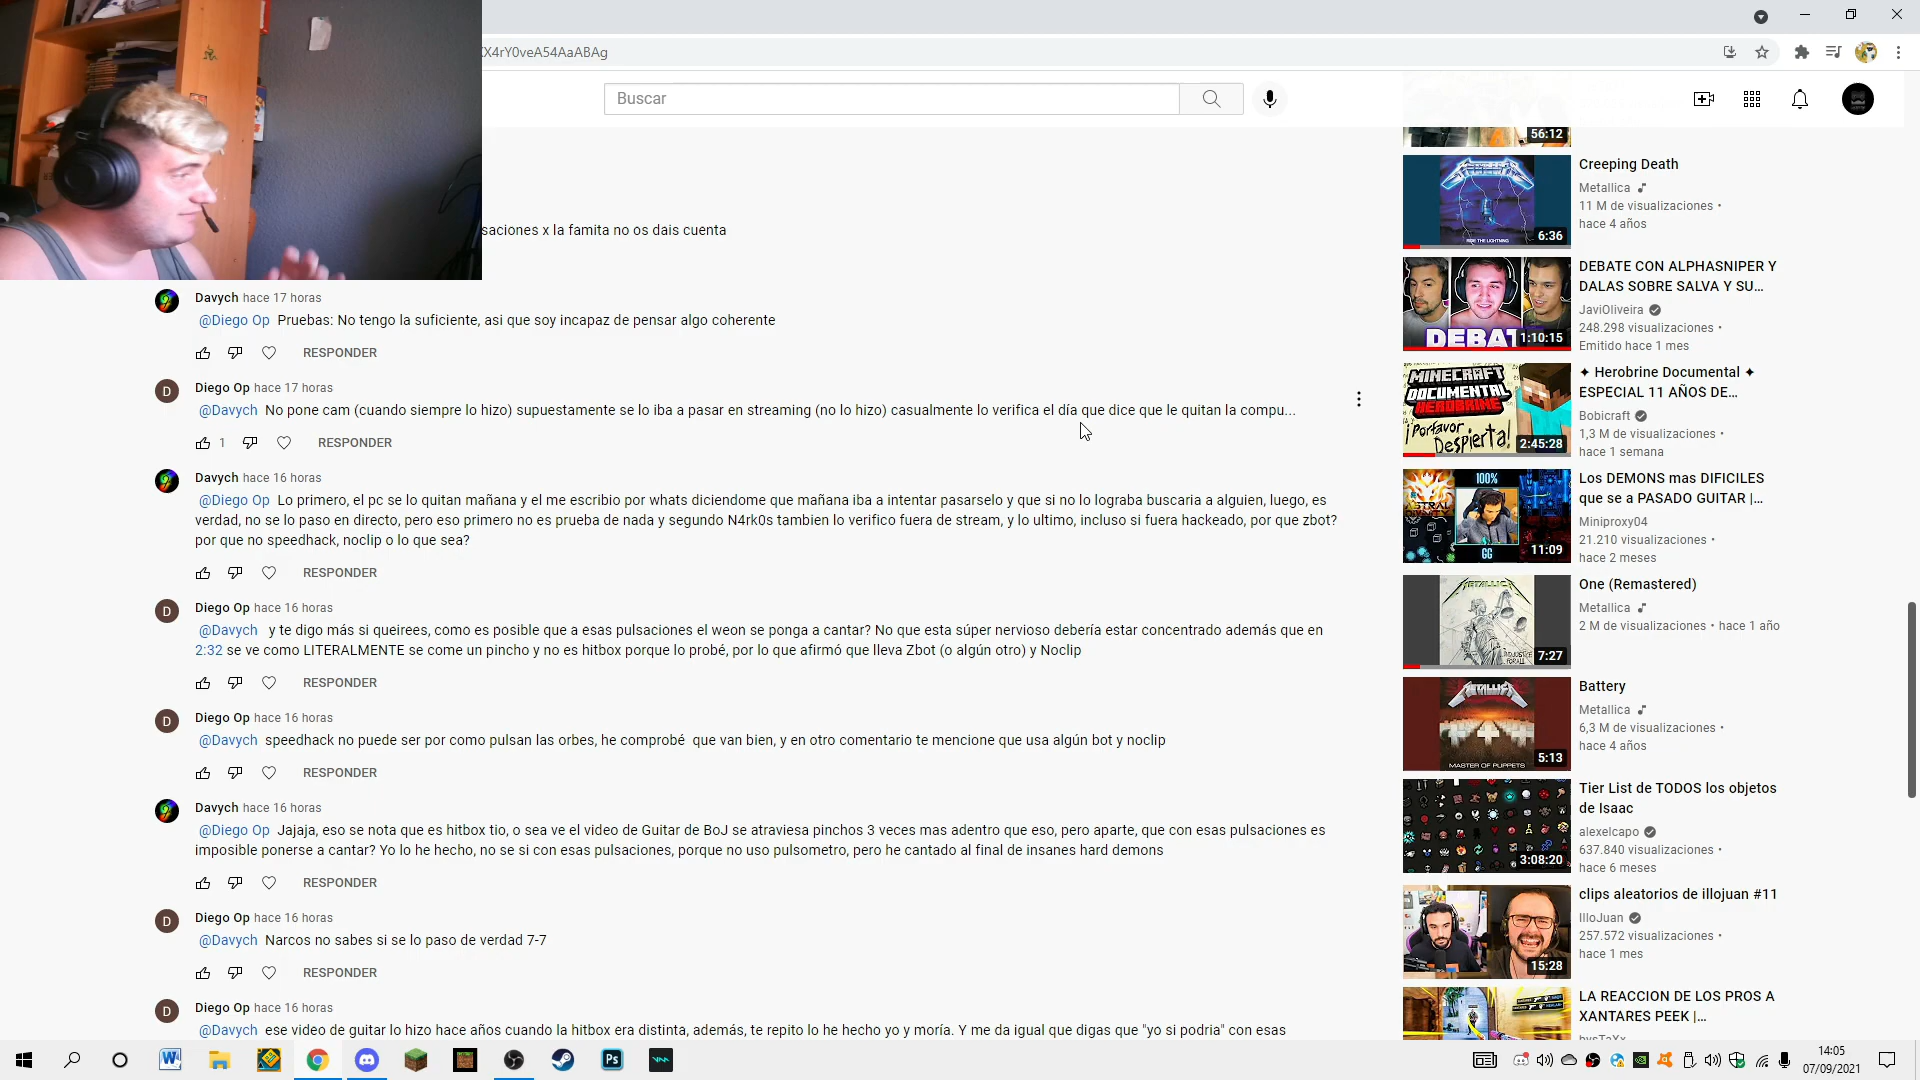 XX4rY0veA54AaABAg
Buscar
saciones x la famita no os dais cuenta
Davych hace 17 horas
@Diego Op Pruebas: No tengo la suficiente, asi que soy incapaz de pensar algo coherente
RESPONDER
D
Diego Op hace 17 horas
@Davych No pone cam (cuando siempre lo hizo) supuestamente se lo iba a pasar en streaming (no lo hizo) casualmente lo verifica el día que dice que le quitan la compu...
1 RESPONDER
Davych hace 16 horas
@Diego Op Lo primero, el pc se lo quitan mañana y el me escribio por whats diciendome que mañana iba a intentar pasarselo y que si no lo lograba buscaria a alguien, luego, es
verdad, no se lo paso en directo, pero eso primero no es prueba de nada y segundo N4rk0s tambien lo verifico fuera de stream, y lo ultimo, incluso si fuera hackeado, por que zbot?
por que no speedhack, noclip o lo que sea?
RESPONDER
D
Diego Op hace 16 horas
@Davych y te digo más si queirees, como es posible que a esas pulsaciones el weon se ponga a cantar? No que esta súper nervioso debería estar concentrado además que en
2:32 se ve como LITERALMENTE se come un pincho y no es hitbox porque lo probé, por lo que afirmó que lleva Zbot (o algún otro) y Noclip
RESPONDER
D
Diego Op hace 16 horas
@Davych speedhack no puede ser por como pulsan las orbes, he comprobé que van bien, y en otro comentario te mencione que usa algún bot y noclip
RESPONDER
Davych hace 16 horas
@Diego Op Jajaja, eso se nota que es hitbox tio, o sea ve el video de Guitar de BoJ se atraviesa pinchos 3 veces mas adentro que eso, pero aparte, que con esas pulsaciones es
imposible ponerse a cantar? Yo lo he hecho, no se si con esas pulsaciones, porque no uso pulsometro, pero he cantado al final de insanes hard demons
RESPONDER
D
Diego Op hace 16 horas
@Davych Narcos no sabes si se lo paso de verdad 7-7
RESPONDER
D
Diego Op hace 16 horas
@Davych ese video de guitar lo hizo hace años cuando la hitbox era distinta, además, te repito lo he hecho yo y moría. Y me da igual que digas que "yo si podria" con esas
56:12
RIDE THE LIGHTNING
6:36
Creeping Death
Metallica
11 M de visualizaciones •
hace 4 años
DEBAT
1:10:15
DEBATE CON ALPHASNIPER Y
DALAS SOBRE SALVA Y SU...
JaviOliveira
248.298 visualizaciones •
Emitido hace 1 mes
MINECRAFT
DOCUMENTAL
HEROBRINE
¡Porfavor
Despierta!
2:45:28
✦ Herobrine Documental ✦
ESPECIAL 11 AÑOS DE...
Bobicraft
1,3 M de visualizaciones •
hace 1 semana
100%
GG
11:09
Los DEMONS mas DIFICILES
que se a PASADO GUITAR |...
Miniproxy04
21.210 visualizaciones •
hace 2 meses
METALLICA
7:27
One (Remastered)
Metallica
2 M de visualizaciones • hace 1 año
METALLICA
MASTER OF PUPPETS
5:13
Battery
Metallica
6,3 M de visualizaciones •
hace 4 años
3:08:20
Tier List de TODOS los objetos
de Isaac
alexelcapo
637.840 visualizaciones •
hace 6 meses
15:28
clips aleatorios de illojuan #11
IlloJuan
257.572 visualizaciones •
hace 1 mes
LA REACCION DE LOS PROS A
XANTARES PEEK |...
W
Ps
14:05
07/09/2021